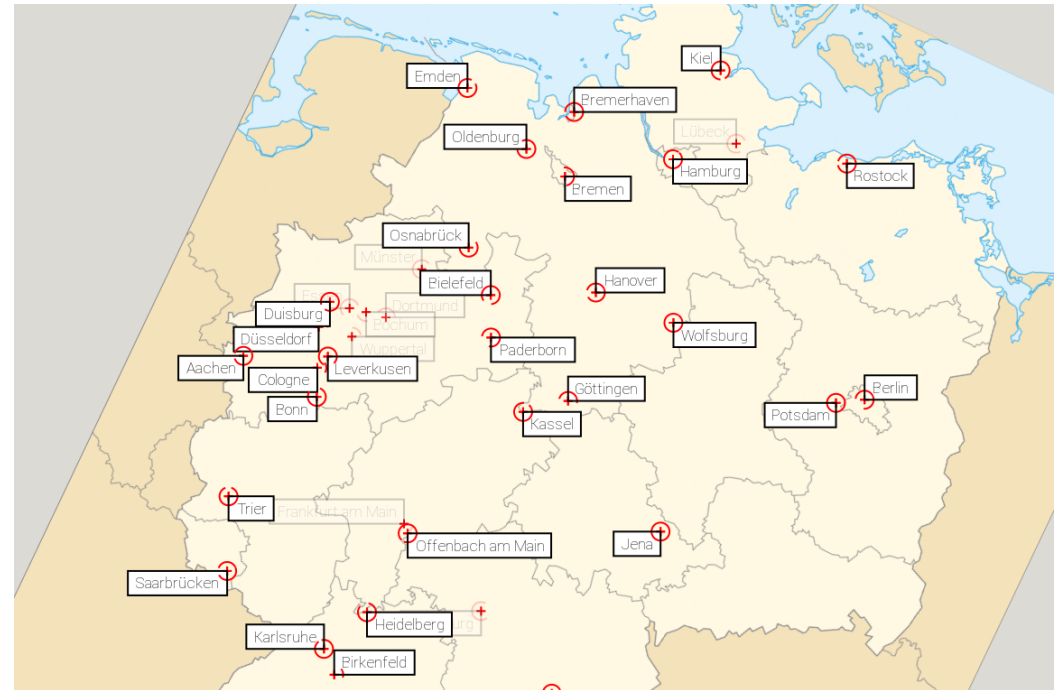 Kiel
Emden
Bremerhaven
Lübeck
Oldenburg
Hamburg
Rostock
Bremen
Osnabrück
Münster
Bielefeld
Hanover
Dortmund
Duisburg
Bochum
Düsseldorf
Wolfsburg
Wuppertal
Paderborn
Aachen
Leverkusen
Cologne
Göttingen
Berlin
Bonn
Potsdam
Kassel
Trier
Frankfurt am Main
Offenbach am Main
Jena
Saarbrücken
Heidelberg
Karlsruhe
Birkenfeld